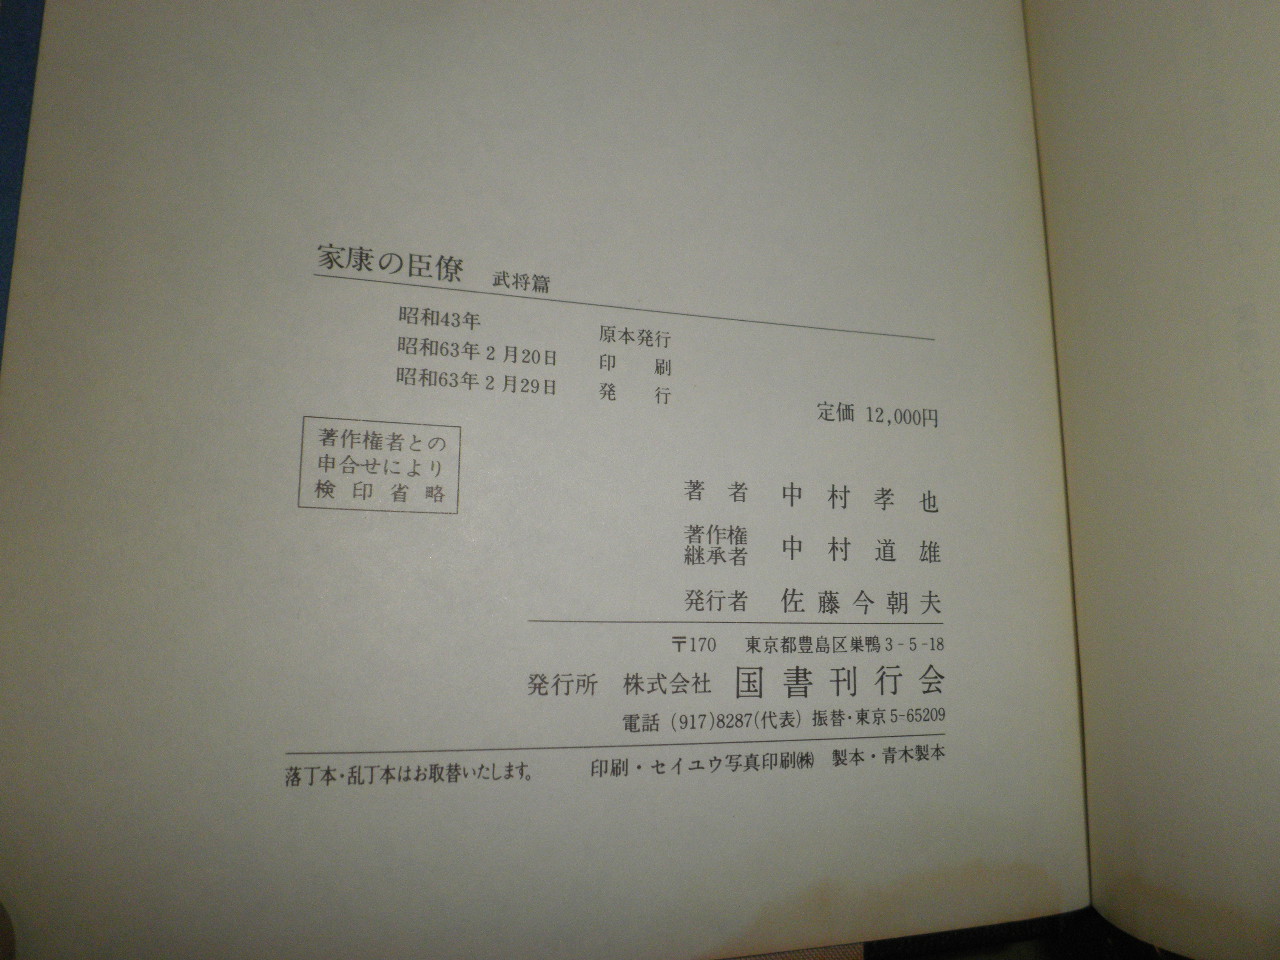 家康の臣僚 武将篇
昭和43年 原本発行
昭和63年2月20日 印刷
昭和63年2月29日 発行
定価 12,000円
著作権者との
申合せにより
検印省略
著者 中村孝也
著作権
継承者 中村道雄
発行者 佐藤今朝夫
〒170 東京都豊島区巣鴨3-5-18
発行所 株式会社 国書刊行会
電話(917)8287(代表) 振替・東京5-65209
落丁本・乱丁本はお取替いたします。 印刷・セイユウ写真印刷㈱ 製本・青木製本